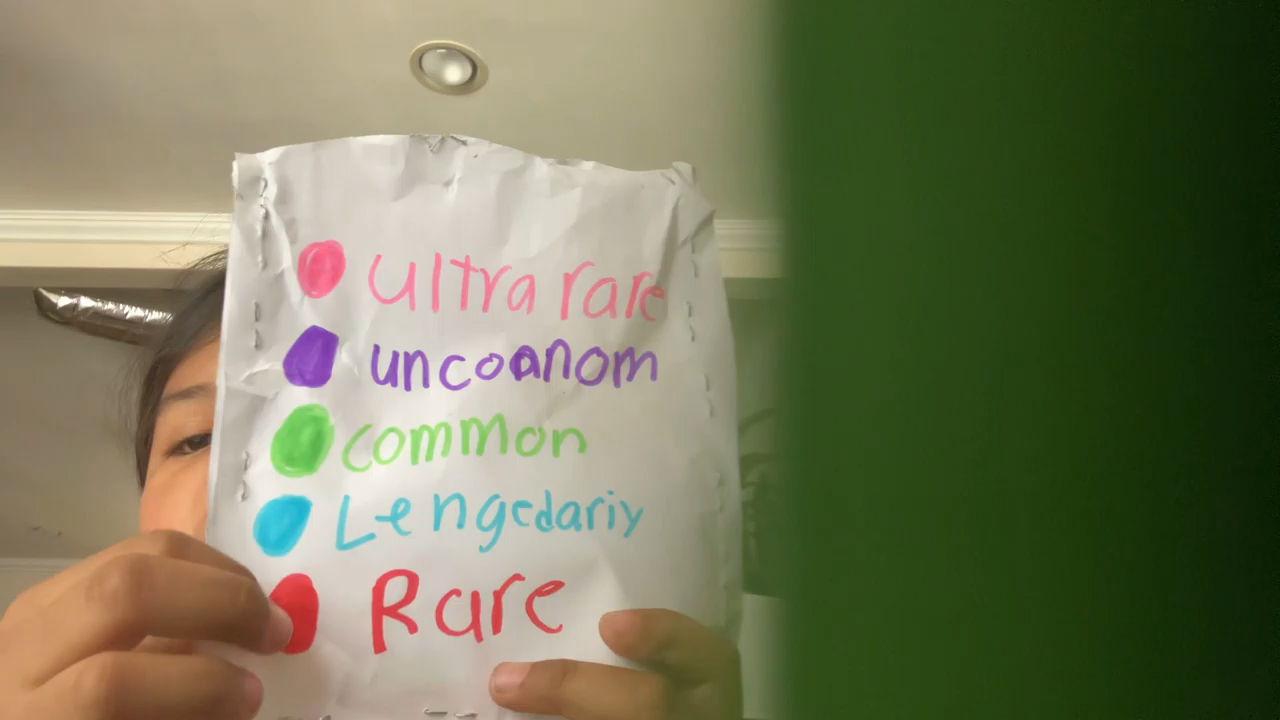 ultra rare
uncoanom
common
Lengedariy
Rare